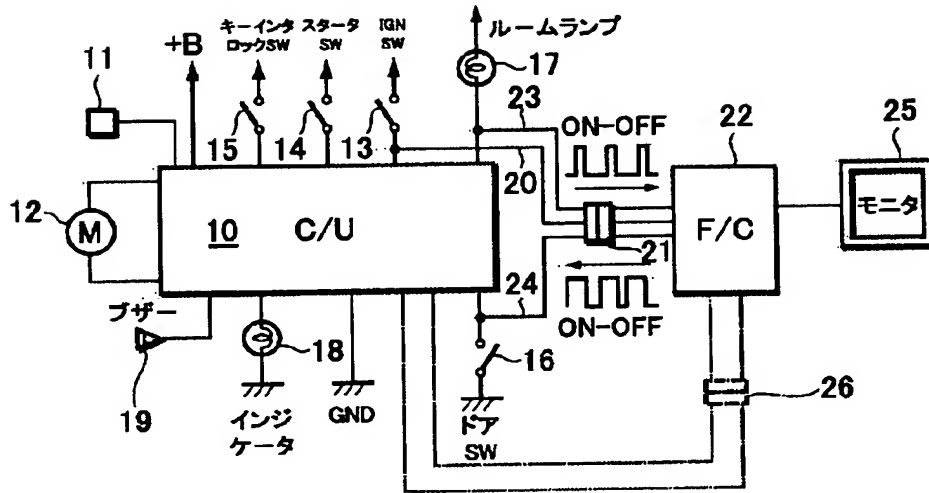 11
+B
キーインタ
ロックSW
スタータ
SW
IGN
SW
ルームランプ
17
15
14
13
23
20
ON-OFF
22
25
12
M
10
C/U
21
F/C
モニタ
24
ON-OFF
ブザー
19
18
インジ
ケータ
GND
16
ドア
SW
26